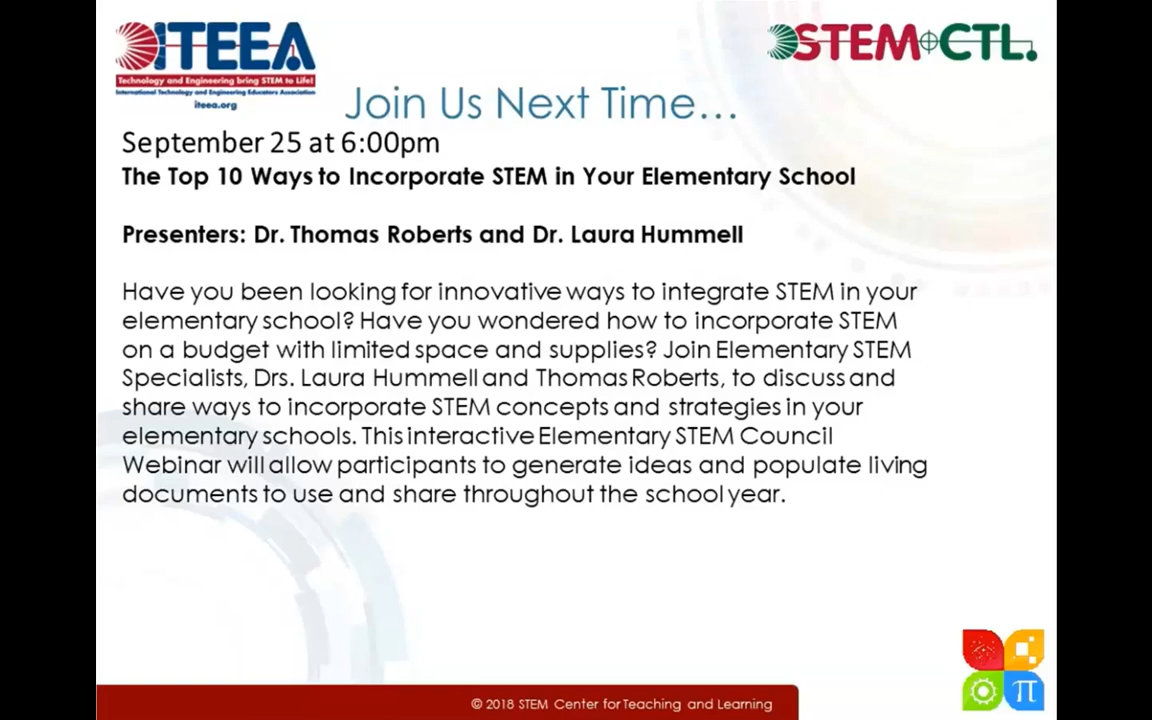 ITEEA
Technology and Engineering bring STEM to Life!
International Technology and Engineering Educators Association
iteea.org
STEM CTL.
Join Us Next Time...
September 25 at 6:00pm
The Top 10 Ways to Incorporate STEM in Your Elementary School
Presenters: Dr. Thomas Roberts and Dr. Laura Hummell
Have you been looking for innovative ways to integrate STEM in your
elementary school? Have you wondered how to incorporate STEM
on a budget with limited space and supplies? Join Elementary STEM
Specialists, Drs. Laura Hummell and Thomas Roberts, to discuss and
share ways to incorporate STEM concepts and strategies in your
elementary schools. This interactive Elementary STEM Council
Webinar will allow participants to generate ideas and populate living
documents to use and share throughout the school year.
π
© 2018 STEM Center for Teaching and Learning